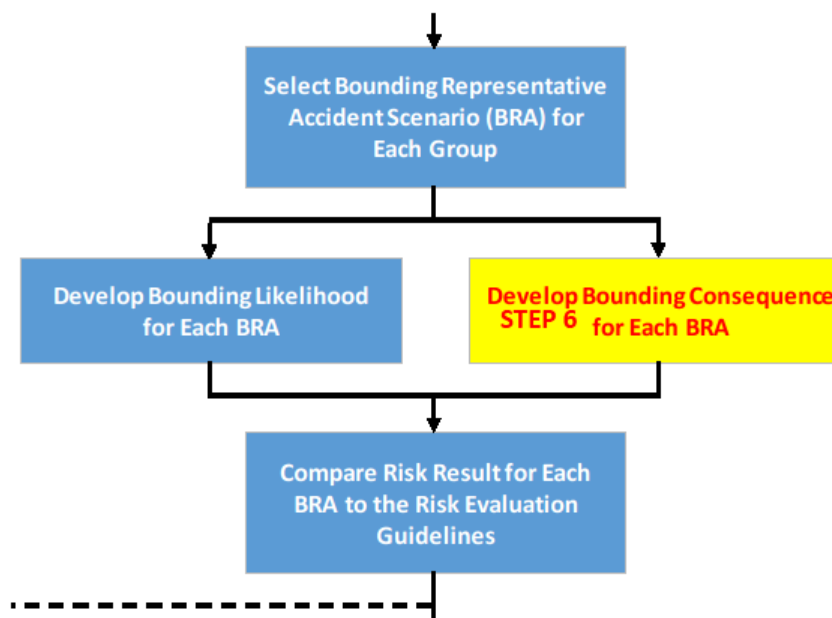 Select Bounding Representative
Accident Scenario (BRA) for
Each Group
Develop Bounding Likelihood
for Each BRA
Develop Bounding Consequence
STEP 6
for Each BRA
Compare Risk Result for Each
BRA to the Risk Evaluation
Guidelines